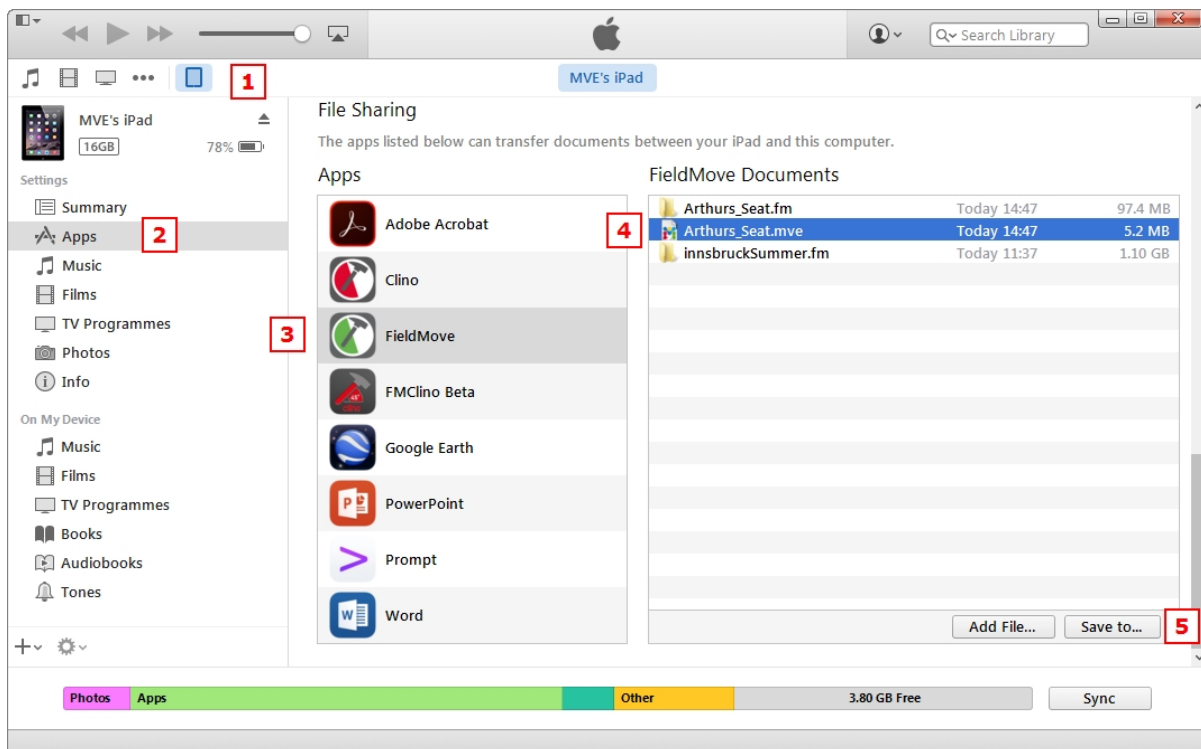 Search Library
1
MVE's iPad
MVE's iPad
16GB 78%
Settings
Summary
Apps 2
Music
Films
TV Programmes
Photos
Info
On My Device
Music
Films
TV Programmes
Books
Audiobooks
Tones
File Sharing
The apps listed below can transfer documents between your iPad and this computer.
Apps
Adobe Acrobat
Clino
3 FieldMove
FMClino Beta
Google Earth
PowerPoint
Prompt
Word
FieldMove Documents
Arthurs_Seat.fm Today 14:47 97.4 MB
4 Arthurs_Seat.mve Today 14:47 5.2 MB
innsbruckSummer.fm Today 11:37 1.10 GB
Add File... Save to... 5
Photos Apps Other 3.80 GB Free Sync